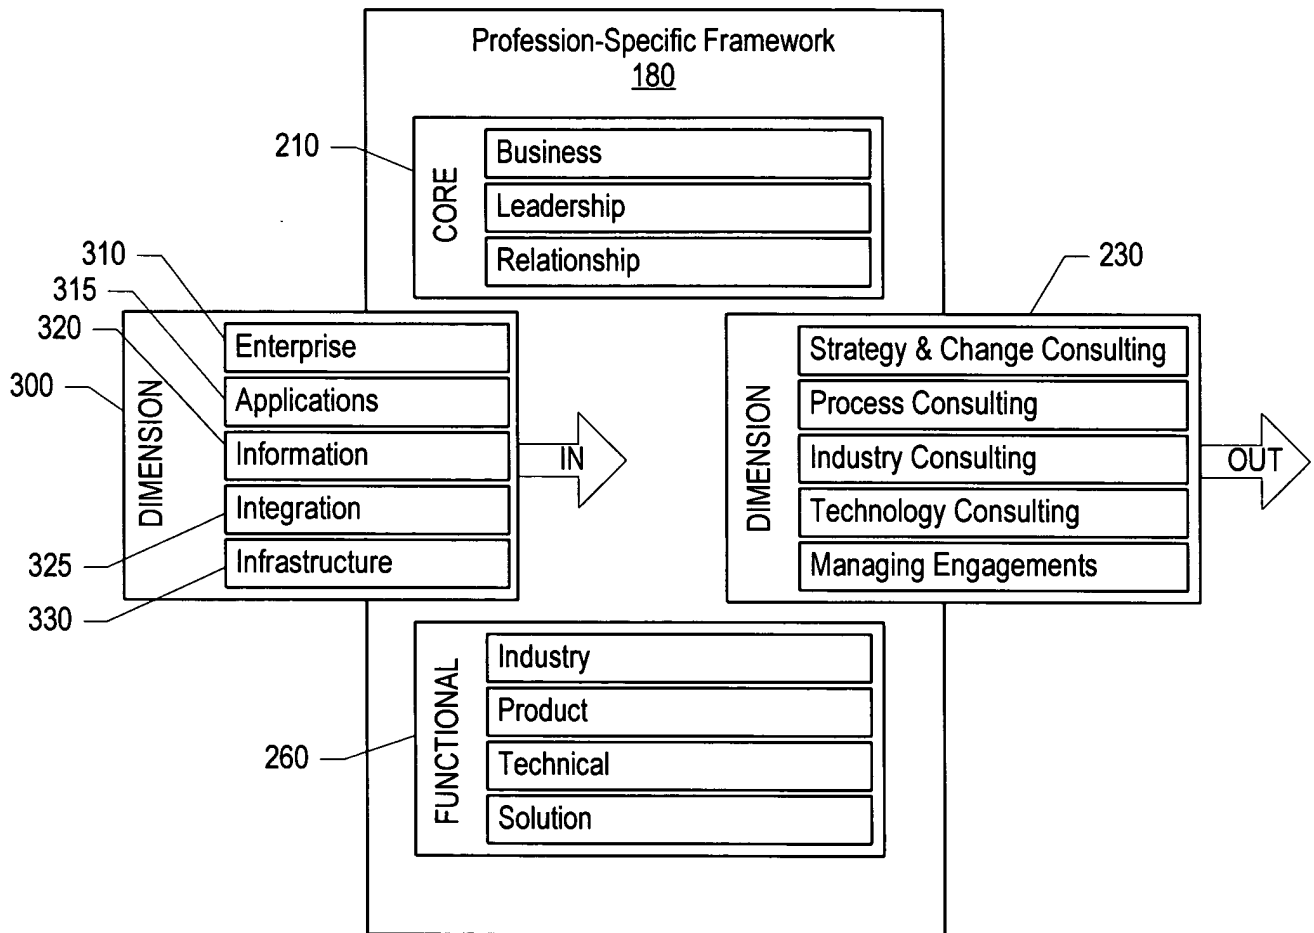 Profession-Specific Framework
180
210
CORE
Business
Leadership
Relationship
310
315
320
300
325
330
DIMENSION
Enterprise
Applications
Information
Integration
Infrastructure
IN
230
DIMENSION
Strategy & Change Consulting
Process Consulting
Industry Consulting
Technology Consulting
Managing Engagements
OUT
260
FUNCTIONAL
Industry
Product
Technical
Solution